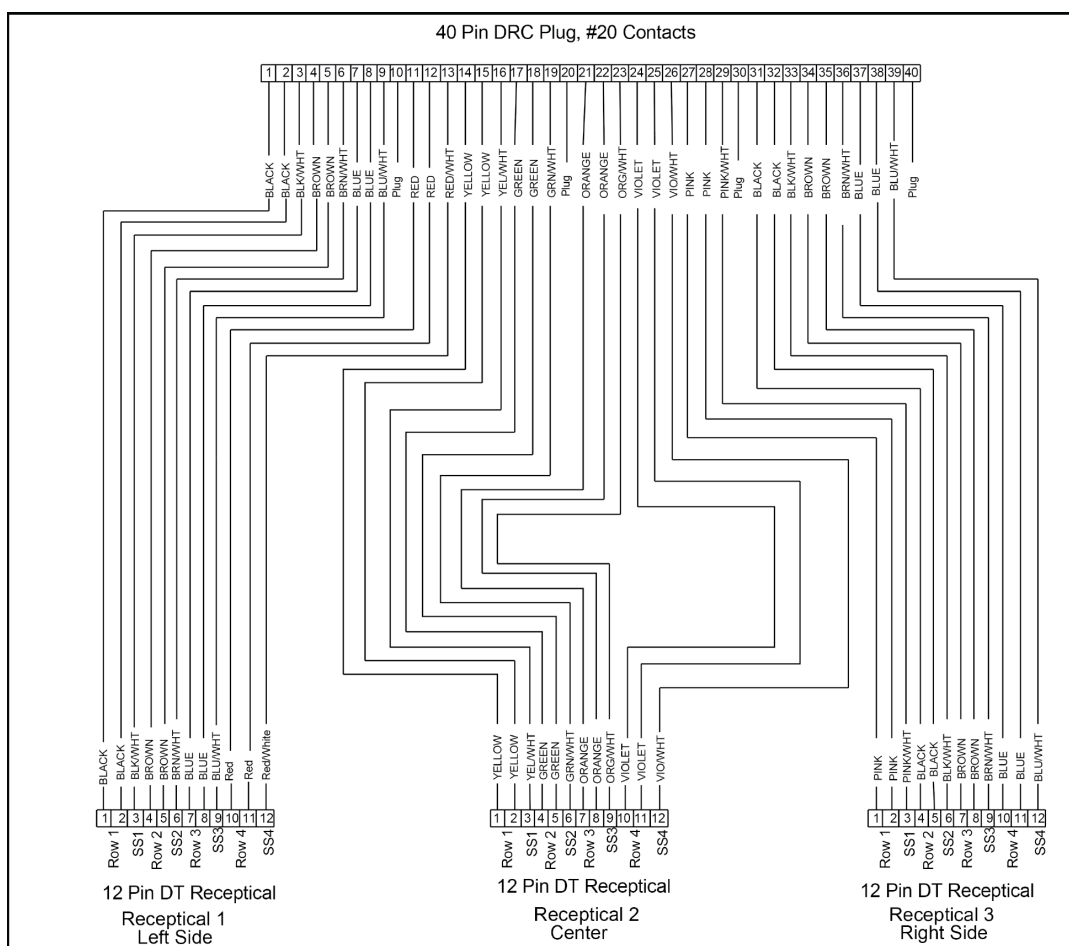 40 Pin DRC Plug, #20 Contacts
1 2 3 4 5 6 7 8 9 10 11 12 13 14 15 16 17 18 19 20 21 22 23 24 25 26 27 28 29 30 31 32 33 34 35 36 37 38 39 40
BLACK BLACK BLK/WHT BROWN BROWN BRN/WHT BLUE BLUE BLU/WHT Plug RED RED RED/WHT YELLOW YELLOW YEL/WHT GREEN GREEN GRN/WHT Plug ORANGE ORANGE ORG/WHT VIOLET VIOLET VIO/WHT PINK PINK PINK/WHT Plug BLACK BLACK BLK/WHT BROWN BROWN BRN/WHT BLUE BLUE BLU/WHT Plug
BLACK BLACK BLK/WHT BROWN BROWN BRN/WHT BLUE BLUE BLU/WHT Red Red Red/White
1 2 3 4 5 6 7 8 9 10 11 12
Row 1 SS1 Row 2 SS2 Row 3 SS3 Row 4 SS4
12 Pin DT Receptical
Receptical 1
Left Side
YELLOW YELLOW YEL/WHT GREEN GREEN GRN/WHT ORANGE ORANGE ORG/WHT VIOLET VIOLET VIO/WHT
1 2 3 4 5 6 7 8 9 10 11 12
Row 1 SS1 Row 2 SS2 Row 3 SS3 Row 4 SS4
12 Pin DT Receptical
Receptical 2
Center
PINK PINK PINK/WHT BLACK BLACK BLK/WHT BROWN BROWN BRN/WHT BLUE BLUE BLU/WHT
1 2 3 4 5 6 7 8 9 10 11 12
Row 1 SS1 Row 2 SS2 Row 3 SS3 Row 4 SS4
12 Pin DT Receptical
Receptical 3
Right Side